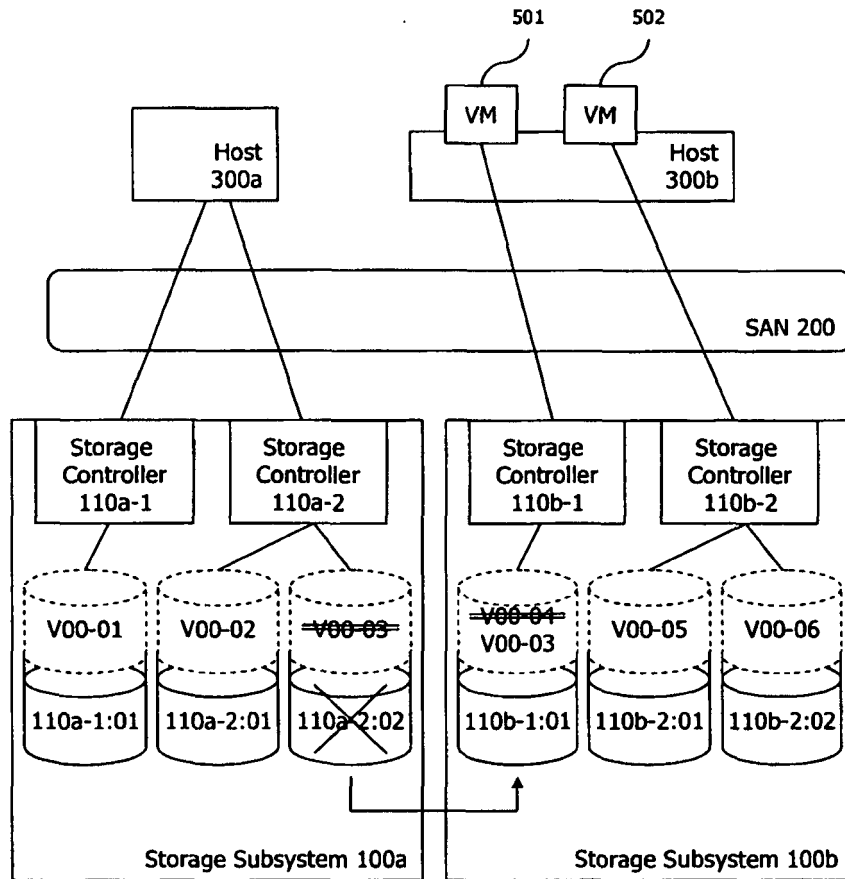 501
502
VM
VM
Host
300a
Host
300b
SAN 200
Storage
Controller
110a-1
Storage
Controller
110a-2
Storage
Controller
110b-1
Storage
Controller
110b-2
V00-01
V00-02
V00-03
V00-04
V00-03
V00-05
V00-06
110a-1:01
110a-2:01
110a-2:02
110b-1:01
110b-2:01
110b-2:02
Storage Subsystem 100a
Storage Subsystem 100b